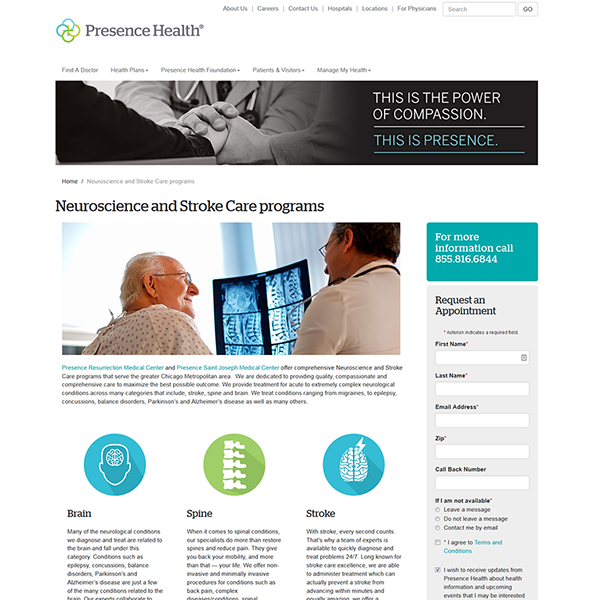 About Us | Careers | Contact Us | Hospitals | Locations | For Physicians
Search
GO
Presence Health®
Find A Doctor Health Plans Presence Health Foundation Patients & Visitors Manage My Health
THIS IS THE POWER
OF COMPASSION.
THIS IS PRESENCE.
Home / Neuroscience and Stroke Care programs
Neuroscience and Stroke Care programs
For more
information call
855.816.6844
Request an
Appointment
* Asterisk indicates a required field.
First Name*
Last Name*
Email Address*
Zip*
Call Back Number
If I am not available*
Leave a message
Do not leave a message
Contact me by email
* I agree to Terms and
Conditions
I wish to receive updates from
Presence Health about health
information and upcoming
events that I may be interested
Presence Resurrection Medical Center and Presence Saint Joseph Medical Center offer comprehensive Neuroscience and Stroke
Care programs that serve the greater Chicago Metropolitan area. We are dedicated to providing quality, compassionate and
comprehensive care to maximize the best possible outcome. We provide treatment for acute to extremely complex neurological
conditions across many categories that include, stroke, spine and brain. We treat conditions ranging from migraines, to epilepsy,
concussions, balance disorders, Parkinson's and Alzheimer's disease as well as many others.
Brain
Many of the neurological conditions
we diagnose and treat are related to
the brain and fall under this
category. Conditions such as
epilepsy, concussions, balance
disorders, Parkinson's and
Alzheimer's disease are just a few
of the many conditions related to the
brain. Our experts collaborate to
Spine
When it comes to spinal conditions,
our specialists do more than restore
spines and reduce pain. They give
you back your mobility, and more
than that — your life. We offer non-
invasive and minimally invasive
procedures for conditions such as
back pain, complex
diseases/conditions, spinal
Stroke
With stroke, every second counts.
That's why a team of experts is
available to quickly diagnose and
treat problems 24/7. Long known for
stroke care excellence, we are able
to administer treatment which can
actually prevent a stroke from
advancing within minutes and
equally amazing, we offer a